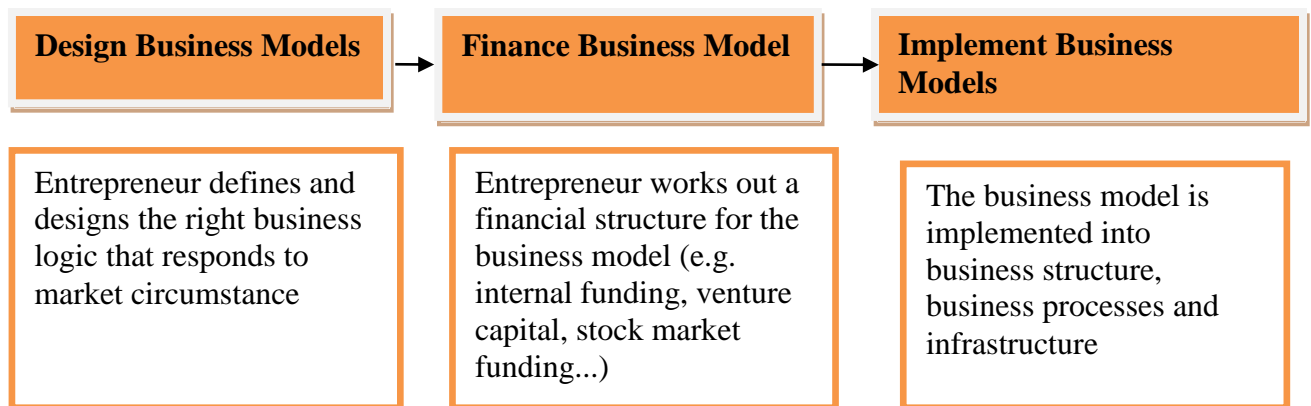 Design Business Models
Finance Business Model
Implement Business
Models
Entrepreneur defines and
designs the right business
logic that responds to
market circumstance
Entrepreneur works out a
financial structure for the
business model (e.g.
internal funding, venture
capital, stock market
funding...)
The business model is
implemented into
business structure,
business processes and
infrastructure